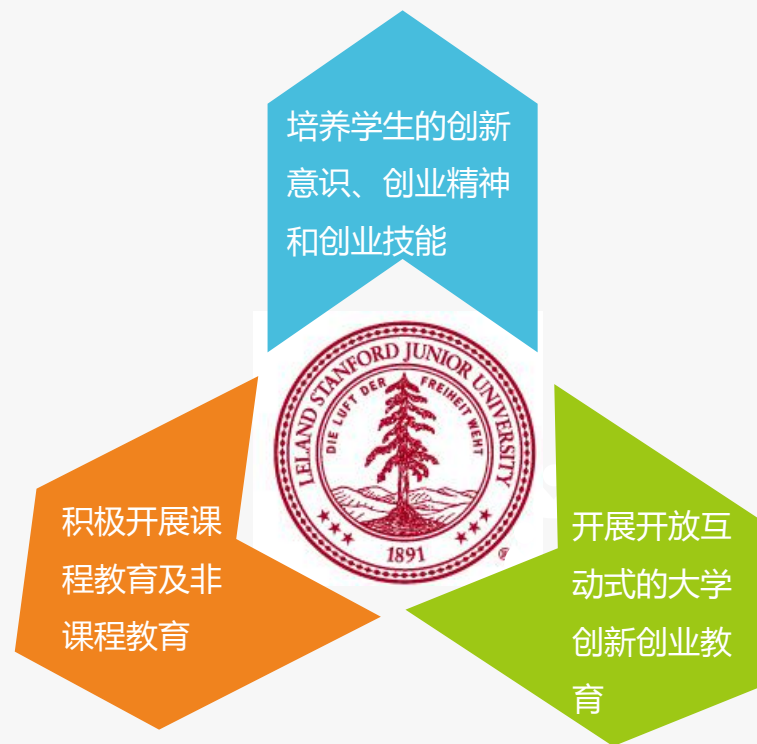 培养学生的创新
意识、创业精神
和创业技能
LELAND STANFORD JUNIOR UNIVERSITY
DIE LUFT DER FREIHEIT WEHT
1891
®
积极开展课
程教育及非
课程教育
开展开放互
动式的大学
创新创业教
育